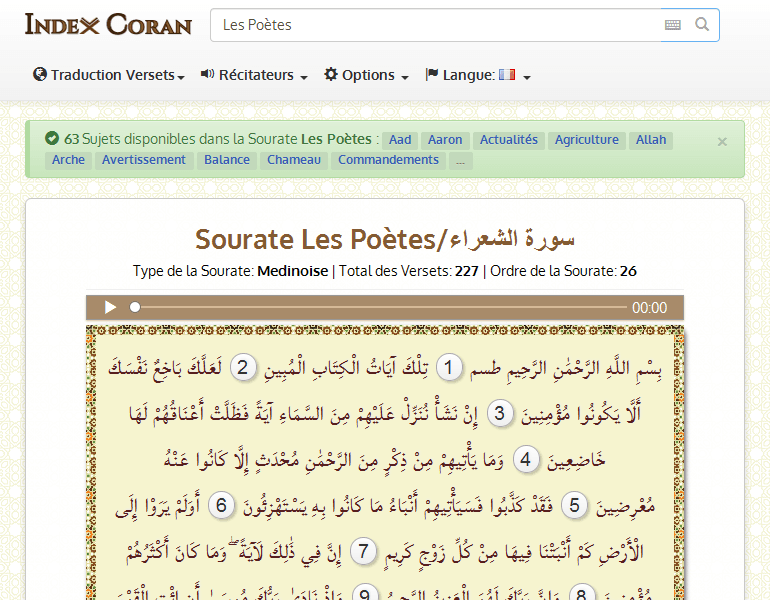 INDEX CORAN
Les Poètes
Traduction Versets Récitateurs Options Langue:
63 Sujets disponibles dans la Sourate Les Poètes : Aad Aaron Actualités Agriculture Allah
Arche Avertissement Balance Chameau Commandements ...
Sourate Les Poètes/سورة الشعراء
Type de la Sourate: Medinoise | Total des Versets: 227 | Ordre de la Sourate: 26
00:00
بِسْمِ اللَّهِ الرَّحْمَٰنِ الرَّحِيمِ طسم 1 تِلْكَ آيَاتُ الْكِتَابِ الْمُبِينِ 2 لَعَلَّكَ بَاخِعٌ نَفْسَكَ
أَلَّا يَكُونُوا مُؤْمِنِينَ 3 إِنْ نَشَأْ نُنَزِّلْ عَلَيْهِمْ مِنَ السَّمَاءِ آيَةً فَظَلَّتْ أَعْنَاقُهُمْ لَهَا
خَاضِعِينَ 4 وَمَا يَأْتِيهِمْ مِنْ ذِكْرٍ مِنَ الرَّحْمَٰنِ مُحْدَثٍ إِلَّا كَانُوا عَنْهُ
مُعْرِضِينَ 5 فَقَدْ كَذَّبُوا فَسَيَأْتِيهِمْ أَنْبَاءُ مَا كَانُوا بِهِ يَسْتَهْزِئُونَ 6 أَوَلَمْ يَرَوْا إِلَى
الْأَرْضِ كَمْ أَنْبَتْنَا فِيهَا مِنْ كُلِّ زَوْجٍ كَرِيمٍ 7 إِنَّ فِي ذَٰلِكَ لَآيَةً ۖ وَمَا كَانَ أَكْثَرُهُمْ